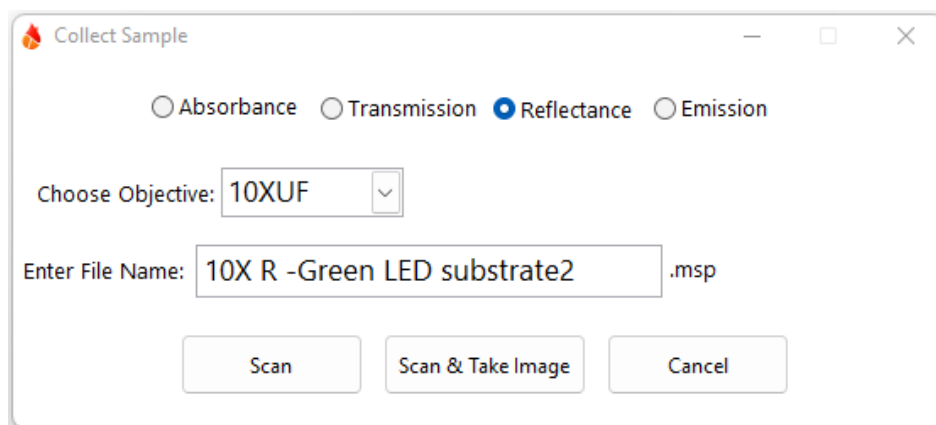 Collect Sample
Absorbance Transmission Reflectance Emission
Choose Objective: 10XUF
Enter File Name: 10X R -Green LED substrate2 .msp
Scan Scan & Take Image Cancel